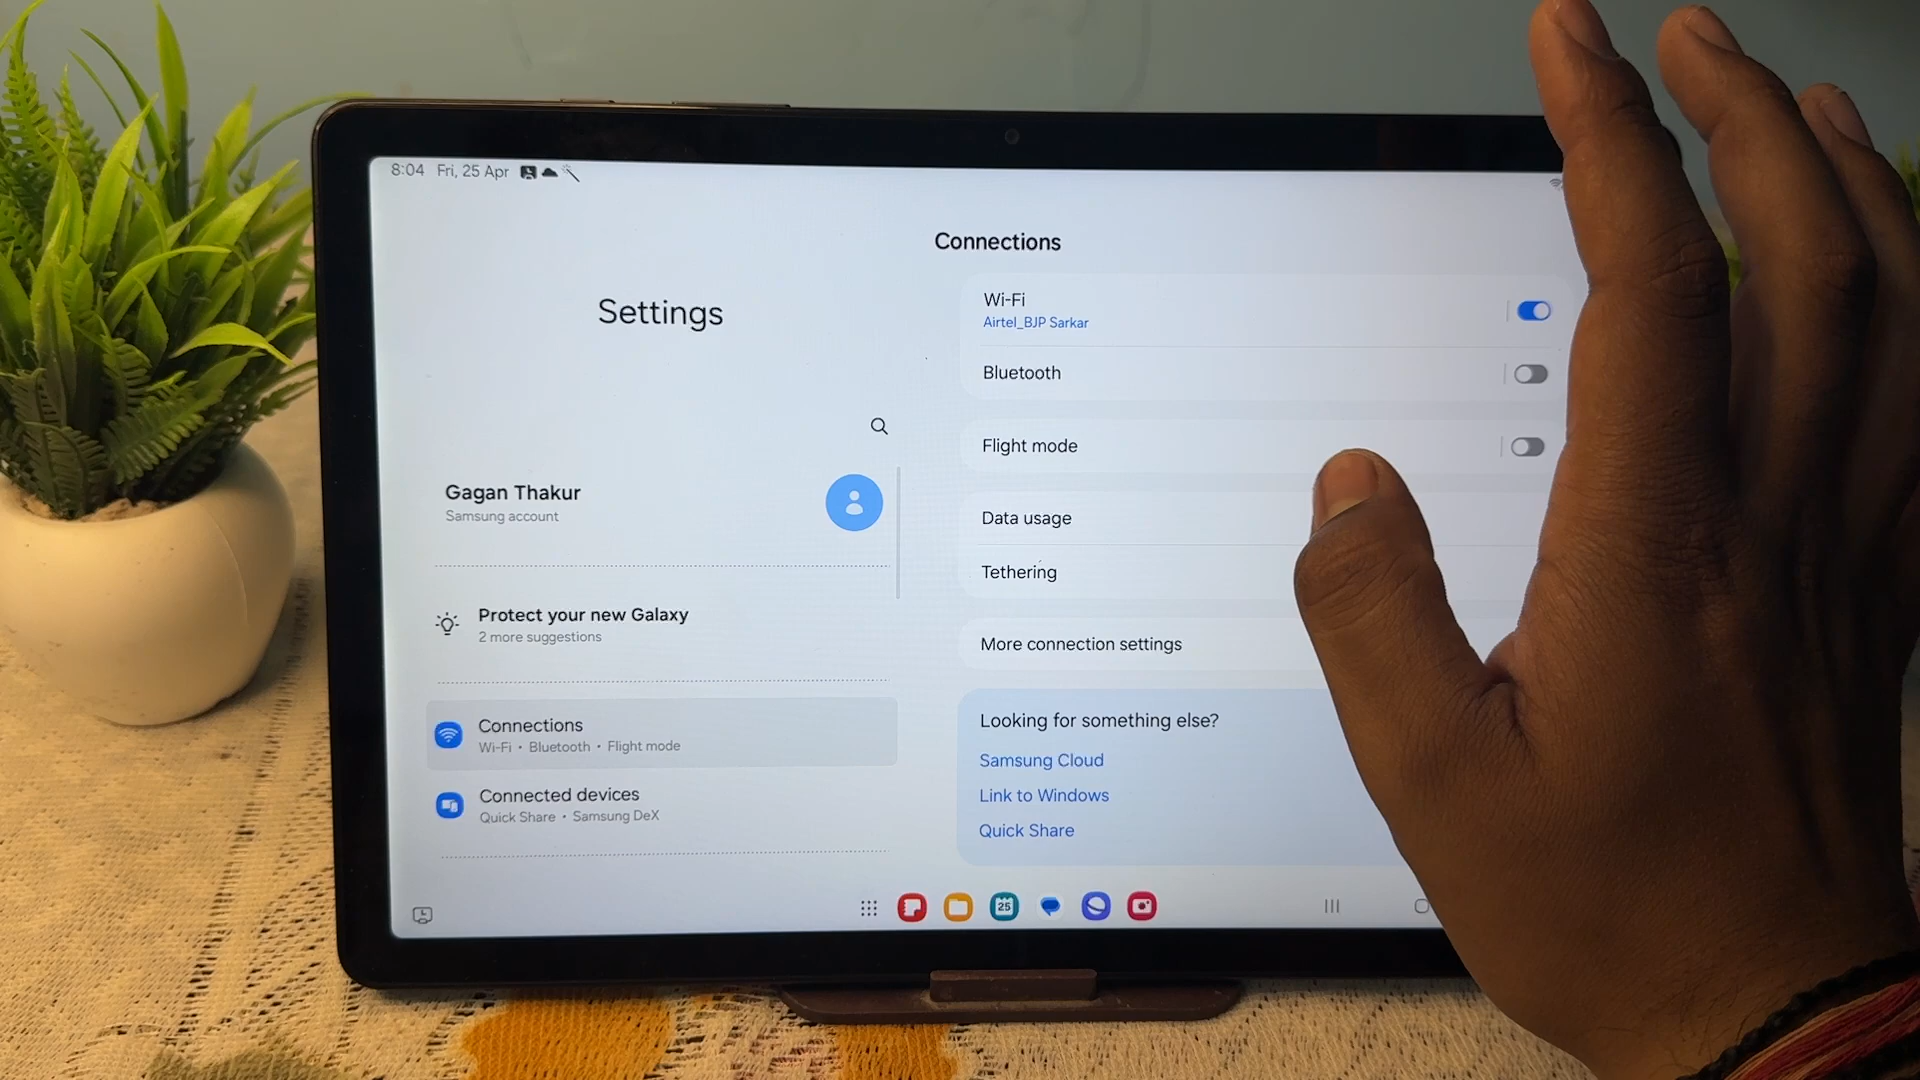 8:04 Fri, 25 Apr
Settings
Gagan Thakur
Samsung account
Protect your new Galaxy
2 more suggestions
Connections
Wi-Fi • Bluetooth • Flight mode
Connected devices
Quick Share • Samsung DeX
Connections
Wi-Fi
Airtel_BJP Sarkar
Bluetooth
Flight mode
Data usage
Tethering
More connection settings
Looking for something else?
Samsung Cloud
Link to Windows
Quick Share
25